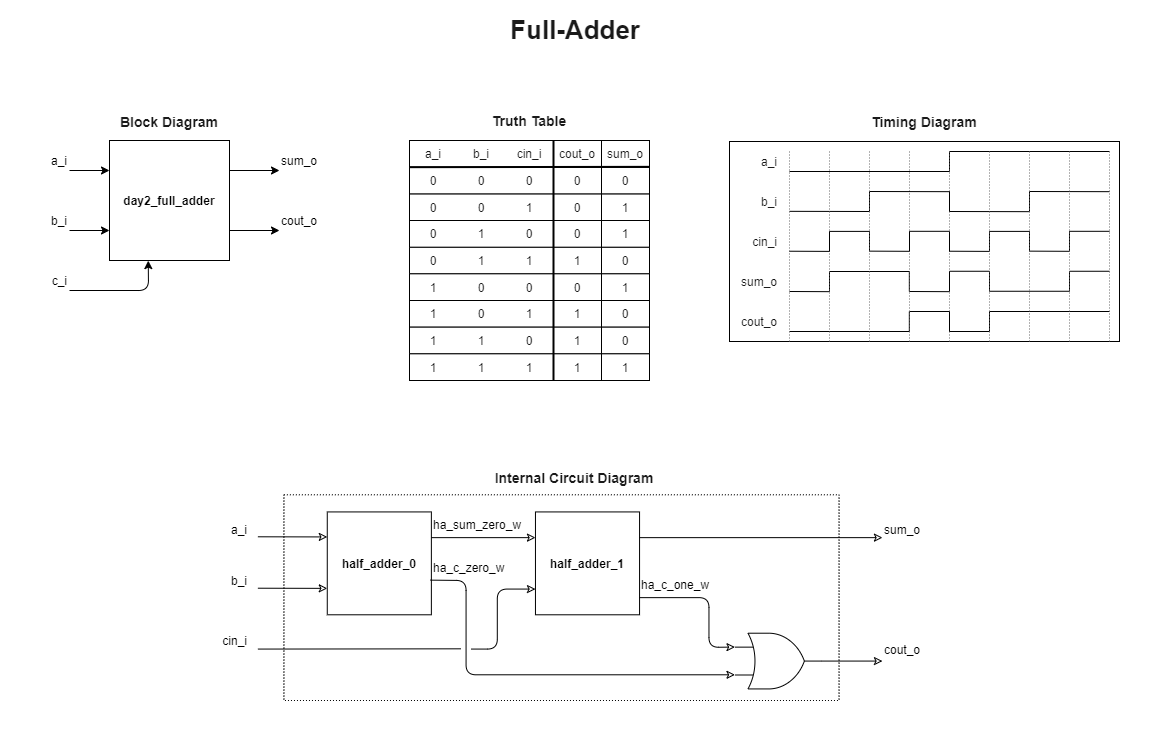 Full-Adder
Block Diagram
a_i
sum_o
day2_full_adder
b_i
cout_o
c_i
Truth Table
a_i b_i cin_i cout_o sum_o
0 0 0 0 0
0 0 1 0 1
0 1 0 0 1
0 1 1 1 0
1 0 0 0 1
1 0 1 1 0
1 1 0 1 0
1 1 1 1 1
Timing Diagram
a_i
b_i
cin_i
sum_o
cout_o
Internal Circuit Diagram
a_i
ha_sum_zero_w
sum_o
half_adder_0
ha_c_zero_w
half_adder_1
b_i
ha_c_one_w
cin_i
cout_o